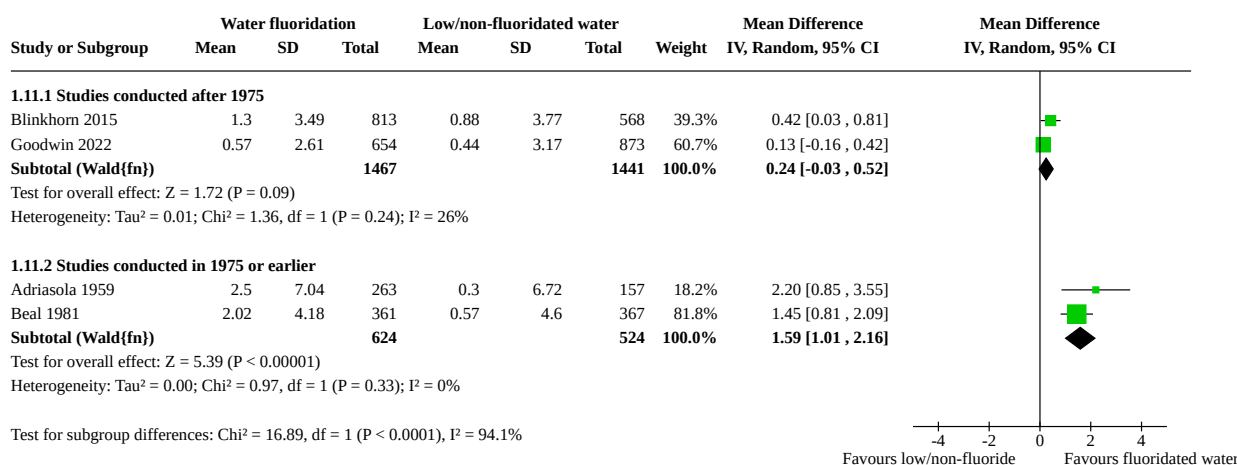 Water fluoridation Low/non-fluoridated water Mean Difference Mean Difference
Study or Subgroup Mean SD Total Mean SD Total Weight IV, Random, 95% CI IV, Random, 95% CI
1.11.1 Studies conducted after 1975
Blinkhorn 2015 1.3 3.49 813 0.88 3.77 568 39.3% 0.42 [0.03 , 0.81]
Goodwin 2022 0.57 2.61 654 0.44 3.17 873 60.7% 0.13 [-0.16 , 0.42]
Subtotal (Wald{fn}) 1467 1441 100.0% 0.24 [-0.03 , 0.52]
Test for overall effect: Z = 1.72 (P = 0.09)
Heterogeneity: Tau² = 0.01; Chi² = 1.36, df = 1 (P = 0.24); I² = 26%
1.11.2 Studies conducted in 1975 or earlier
Adriasola 1959 2.5 7.04 263 0.3 6.72 157 18.2% 2.20 [0.85 , 3.55]
Beal 1981 2.02 4.18 361 0.57 4.6 367 81.8% 1.45 [0.81 , 2.09]
Subtotal (Wald{fn}) 624 524 100.0% 1.59 [1.01 , 2.16]
Test for overall effect: Z = 5.39 (P < 0.00001)
Heterogeneity: Tau² = 0.00; Chi² = 0.97, df = 1 (P = 0.33); I² = 0%
Test for subgroup differences: Chi² = 16.89, df = 1 (P < 0.0001), I² = 94.1%
-4 -2 0 2 4
Favours low/non-fluoride Favours fluoridated water